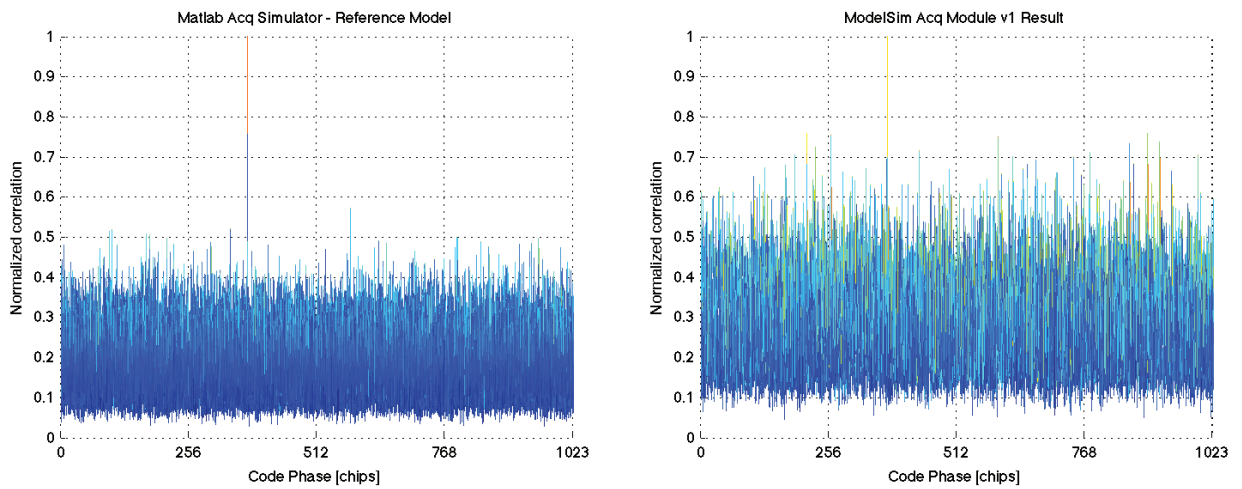 Matlab Acq Simulator - Reference Model
1
0.9
0.8
0.7
0.6
0.5
0.4
0.3
0.2
0.1
0
Normalized correlation
0 256 512 768 1023
Code Phase [chips]
ModelSim Acq Module v1 Result
1
0.9
0.8
0.7
0.6
0.5
0.4
0.3
0.2
0.1
0
Normalized correlation
0 256 512 768 1023
Code Phase [chips]